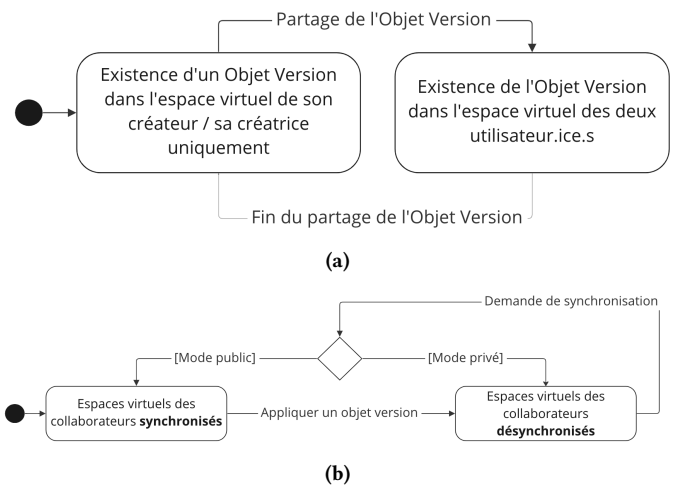 Partage de l'Objet Version
Existence d'un Objet Version
dans l'espace virtuel de son
créateur / sa créatrice
uniquement
Existence de l'Objet Version
dans l'espace virtuel des deux
utilisateur.ice.s
Fin du partage de l'Objet Version
(a)
Demande de synchronisation
[Mode public]
[Mode privé]
Espaces virtuels des
collaborateurs synchronisés
Appliquer un objet version
Espaces virtuels des
collaborateurs
désynchronisés
(b)